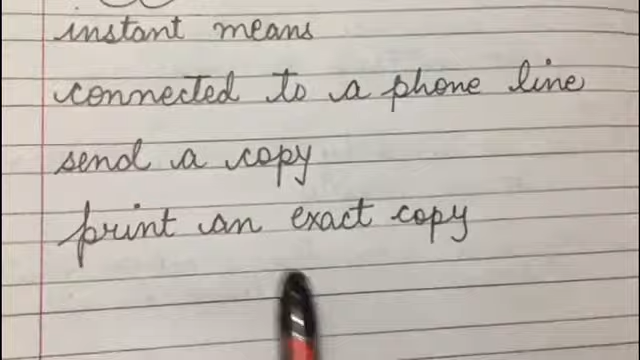 instant means
connected to a phone line
send a copy
print an exact copy